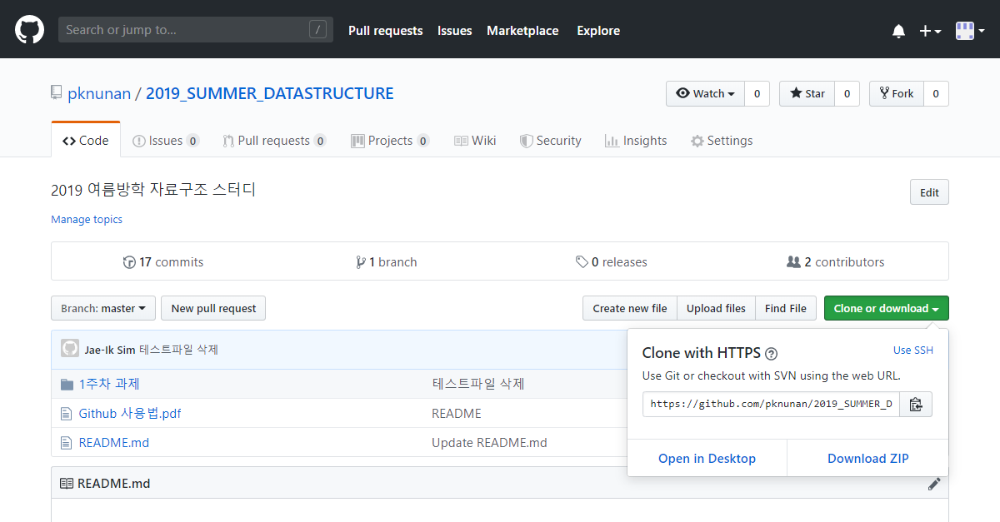 Search or jump to... / Pull requests Issues Marketplace Explore
pknunan / 2019_SUMMER_DATASTRUCTURE Watch 0 Star 0 Fork 0
Code Issues 0 Pull requests 0 Projects 0 Wiki Security Insights Settings
2019 여름방학 자료구조 스터디 Edit
Manage topics
17 commits 1 branch 0 releases 2 contributors
Branch: master New pull request Create new file Upload files Find File Clone or download
Jae-Ik Sim 테스트파일 삭제
Clone with HTTPS ? Use SSH
Use Git or checkout with SVN using the web URL.
https://github.com/pknunan/2019_SUMMER_D
Open in Desktop Download ZIP
1주차 과제 테스트파일 삭제
Github 사용법.pdf README
README.md Update README.md
README.md